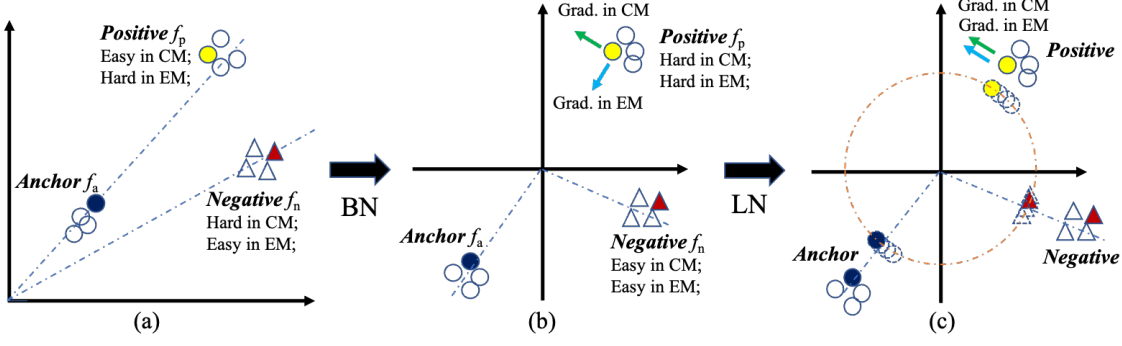 Positive fp
Easy in CM;
Hard in EM;
Anchor fa
Negative fn
Hard in CM;
Easy in EM;
(a)
BN
Grad. in CM
Positive fp
Hard in CM;
Hard in EM;
Grad. in EM
Anchor fa
Negative fn
Easy in CM;
Easy in EM;
(b)
LN
Grad. in CM
Grad. in EM
Positive
Anchor
Negative
(c)